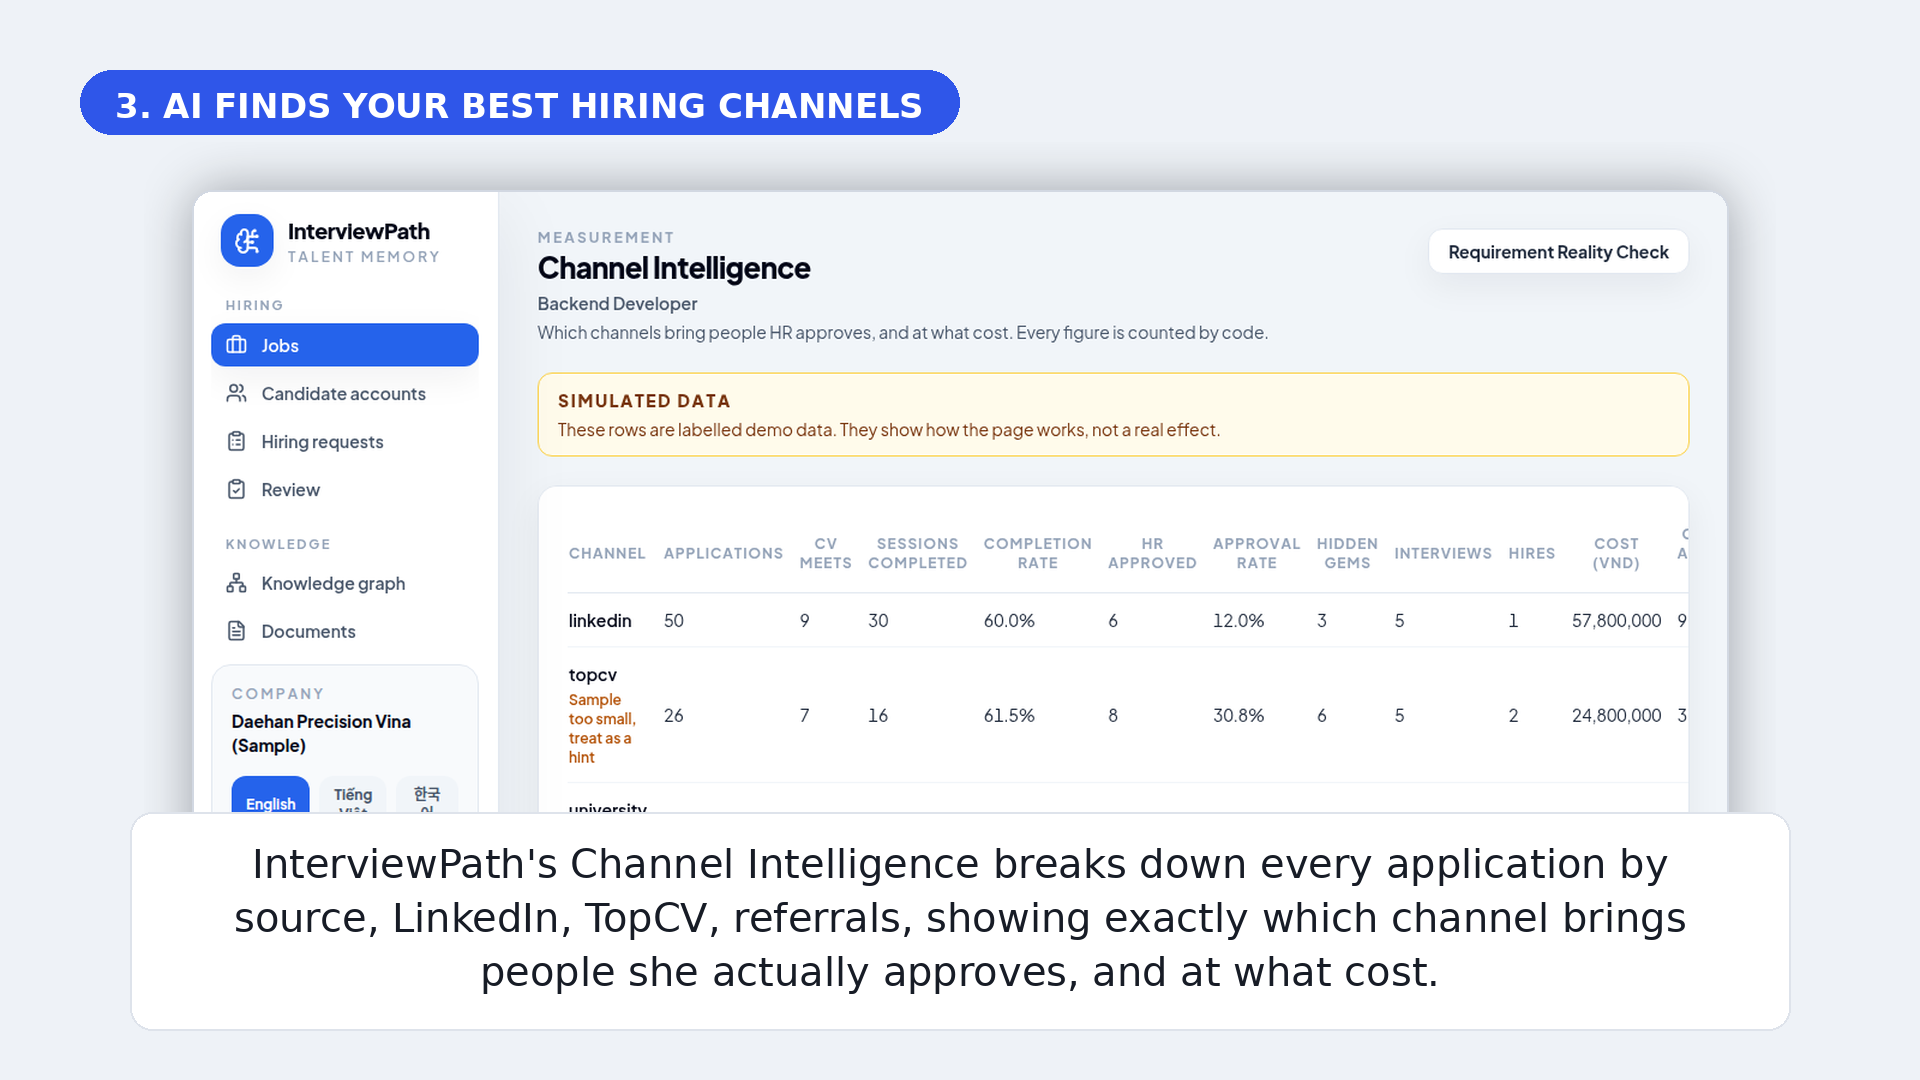 3. AI FINDS YOUR BEST HIRING CHANNELS
InterviewPath
TALENT MEMORY
HIRING
Jobs
Candidate accounts
Hiring requests
Review
KNOWLEDGE
Knowledge graph
Documents
COMPANY
Daehan Precision Vina
(Sample)
English
Tiếng
Việt
한국
어
MEASUREMENT
Channel Intelligence
Backend Developer
Which channels bring people HR approves, and at what cost. Every figure is counted by code.
Requirement Reality Check
SIMULATED DATA
These rows are labelled demo data. They show how the page works, not a real effect.
CHANNEL APPLICATIONS CV MEETS SESSIONS COMPLETED COMPLETION RATE HR APPROVED APPROVAL RATE HIDDEN GEMS INTERVIEWS HIRES COST (VND)
linkedin 50 9 30 60.0% 6 12.0% 3 5 1 57,800,000 9
topcv
Sample
too small,
treat as a
hint
26 7 16 61.5% 8 30.8% 6 5 2 24,800,000 3
university
InterviewPath's Channel Intelligence breaks down every application by
source, LinkedIn, TopCV, referrals, showing exactly which channel brings
people she actually approves, and at what cost.